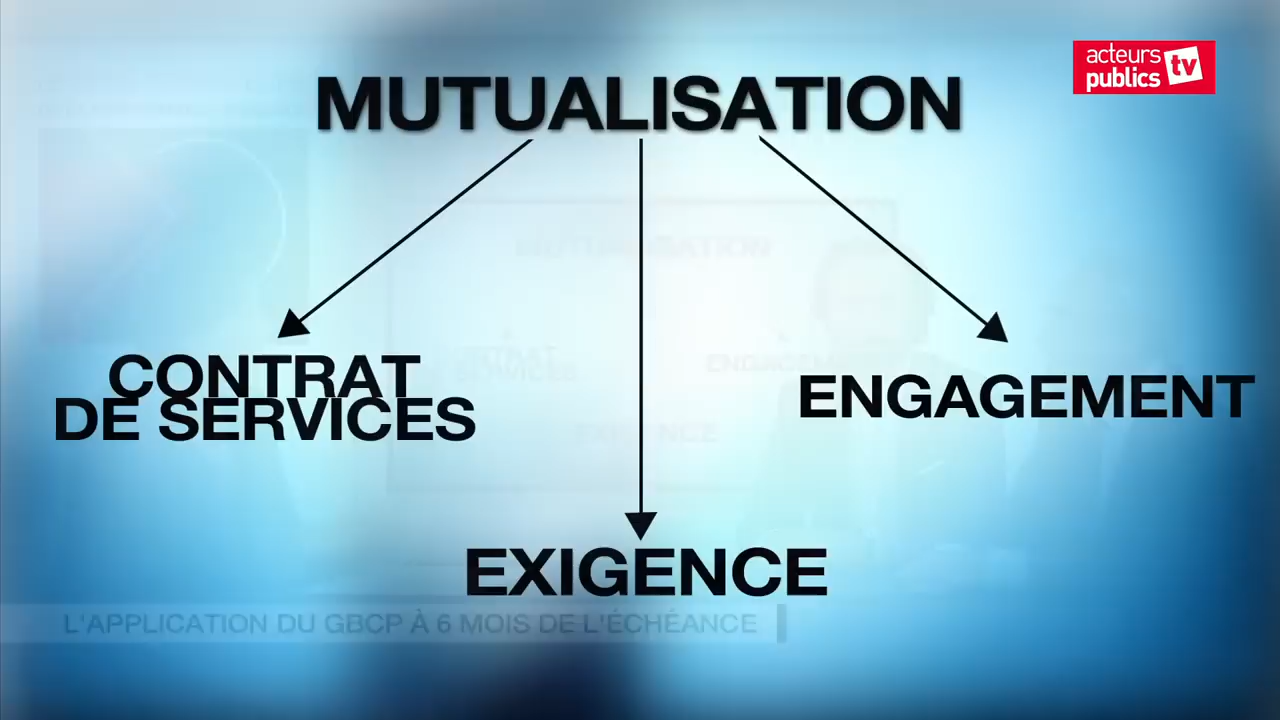 acteurs
publics tv
MUTUALISATION
CONTRAT
DE SERVICES
ENGAGEMENT
EXIGENCE
L'APPLICATION DU GBCP À 6 MOIS DE L'ÉCHÉANCE